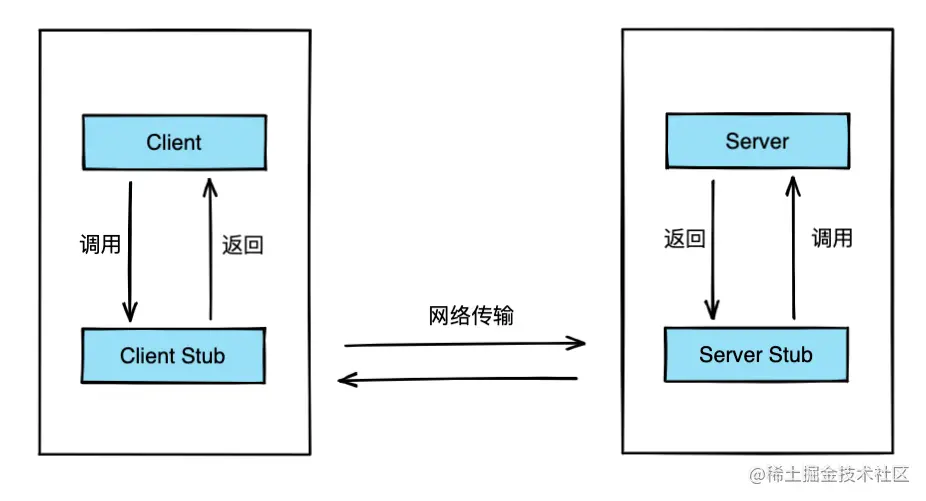 Client
Server
调用
返回
返回
调用
网络传输
Client Stub
Server Stub
@稀土掘金技术社区